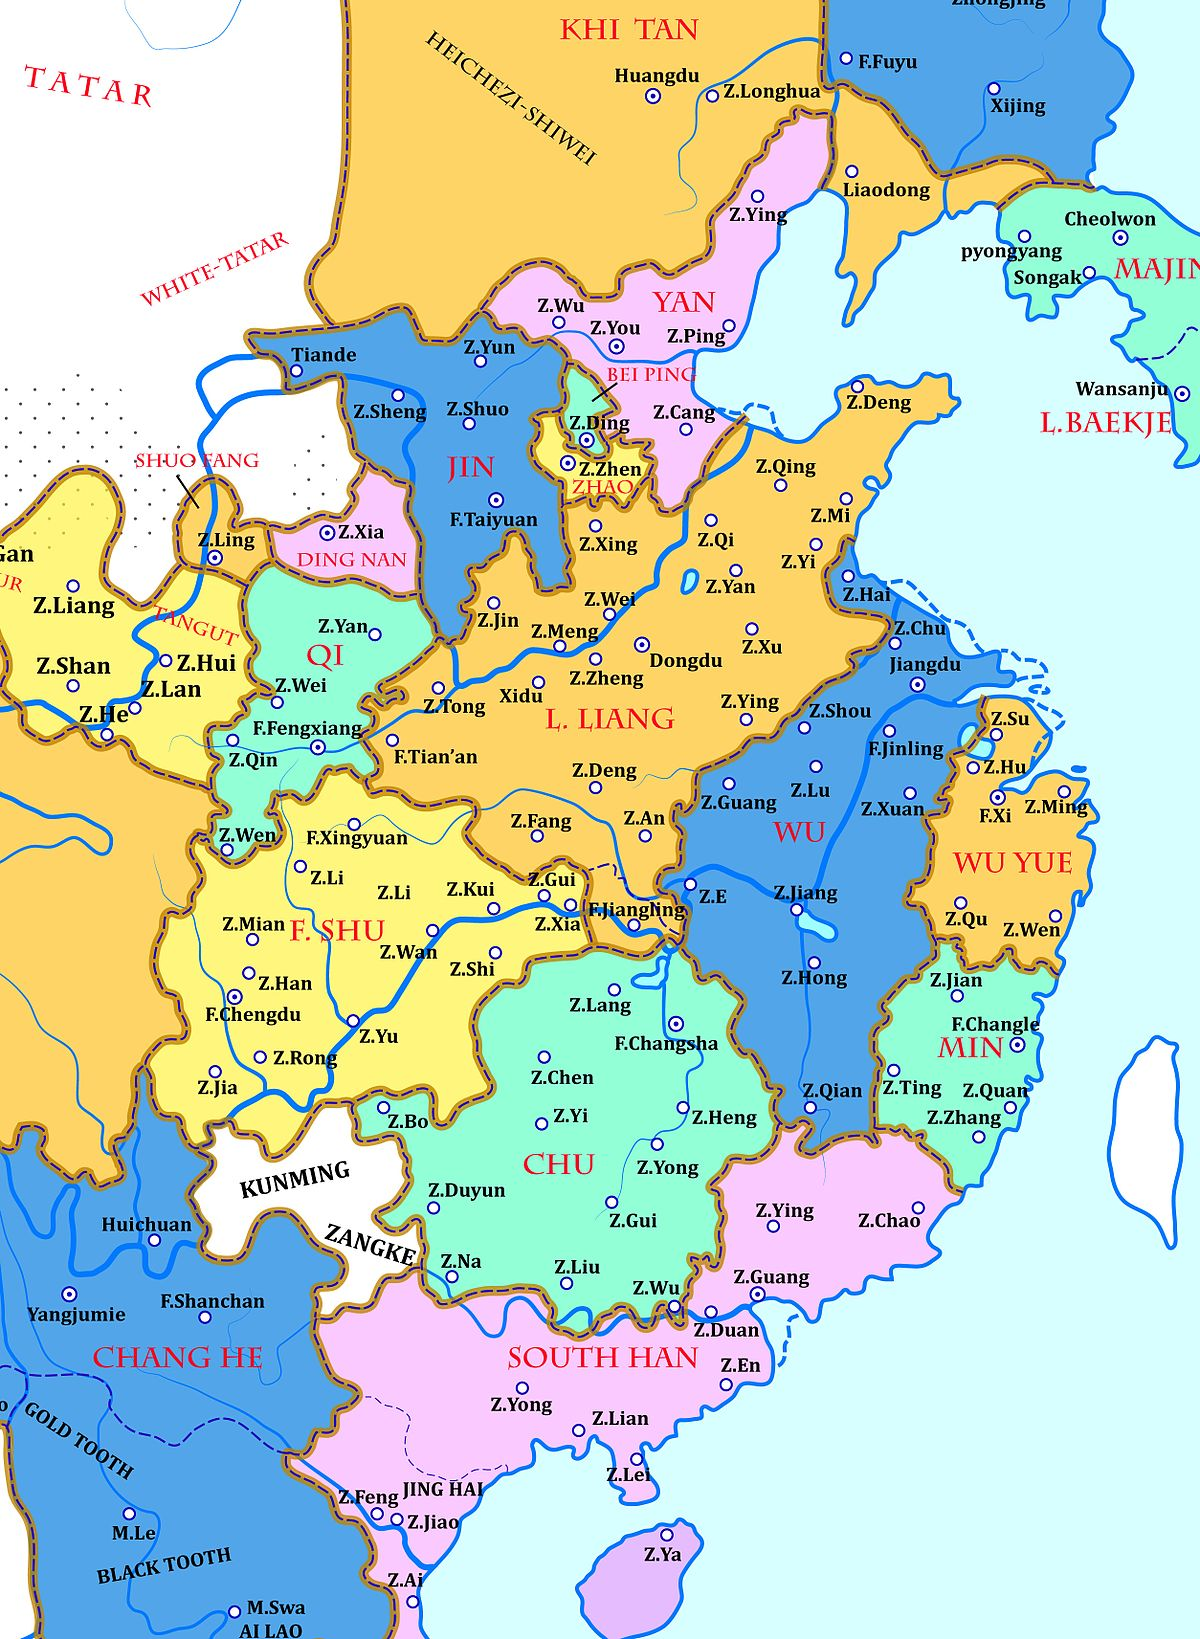 Zhongjing
KHI TAN
HEICHEZI-SHIWEI
TATAR
F.Fuyu
Huangdu
Z.Longhua
Xijing
Liaodong
Z.Ying
Cheolwon
pyongyang
Songak
MAJIN
WHITE-TATAR
Z.Wu
YAN
Z.You
Z.Ping
Tiande
Z.Yun
BEI PING
Z.Sheng
Z.Shuo
Z.Cang
Z.Deng
Wansanju
L.BAEKJE
Z.Ding
SHUO FANG
JIN
Z.Zhen
ZHAO
Z.Qing
F.Taiyuan
Z.Mi
Z.Ling
Z.Xia
DING NAN
Z.Xing
Z.Qi
Z.Yi
Gan
UR
Z.Liang
TANGUT
Z.Yan
Z.Hai
Z.Jin
Z.Wei
Z.Yan
QI
Z.Meng
Z.Xu
Z.Chu
Z.Shan
Z.Hui
Z.Lan
Z.He
Z.Wei
Dongdu
Z.Zheng
Jiangdu
Z.Tong
Xidu
L. LIANG
Z.Ying
Z.Shou
Z.Su
F.Fengxiang
Z.Qin
F.Tian'an
F.Jinling
Z.Hu
Z.Deng
Z.Guang
Z.Lu
Z.Xuan
F.Xi
Z.Ming
Z.Wen
F.Xingyuan
Z.Fang
Z.An
WU
WU YUE
Z.Li
Z.Li
Z.Kui
Z.Gui
Z.E
Z.Jiang
Z.Mian
F. SHU
Z.Wan
Z.Xia
F.Jiangling
Z.Qu
Z.Wen
Z.Shi
Z.Han
F.Chengdu
Z.Lang
Z.Hong
Z.Jian
Z.Yu
F.Changsha
F.Changle
MIN
Z.Rong
Z.Jia
Z.Chen
Z.Qian
Z.Ting
Z.Quan
Z.Zhang
Z.Bo
Z.Yi
Z.Heng
CHU
Z.Yong
KUNMING
Z.Duyun
Z.Gui
Z.Ying
Z.Chao
Huichuan
ZANGKE
Z.Na
Z.Liu
Z.Wu
Z.Guang
Yangjumie
F.Shanchan
Z.Duan
CHANG HE
SOUTH HAN
Z.En
o
GOLD TOOTH
Z.Yong
Z.Lian
Z.Lei
Z.Feng
JING HAI
Z.Jiao
M.Le
BLACK TOOTH
Z.Ya
Z.Ai
M.Swa
AI LAO